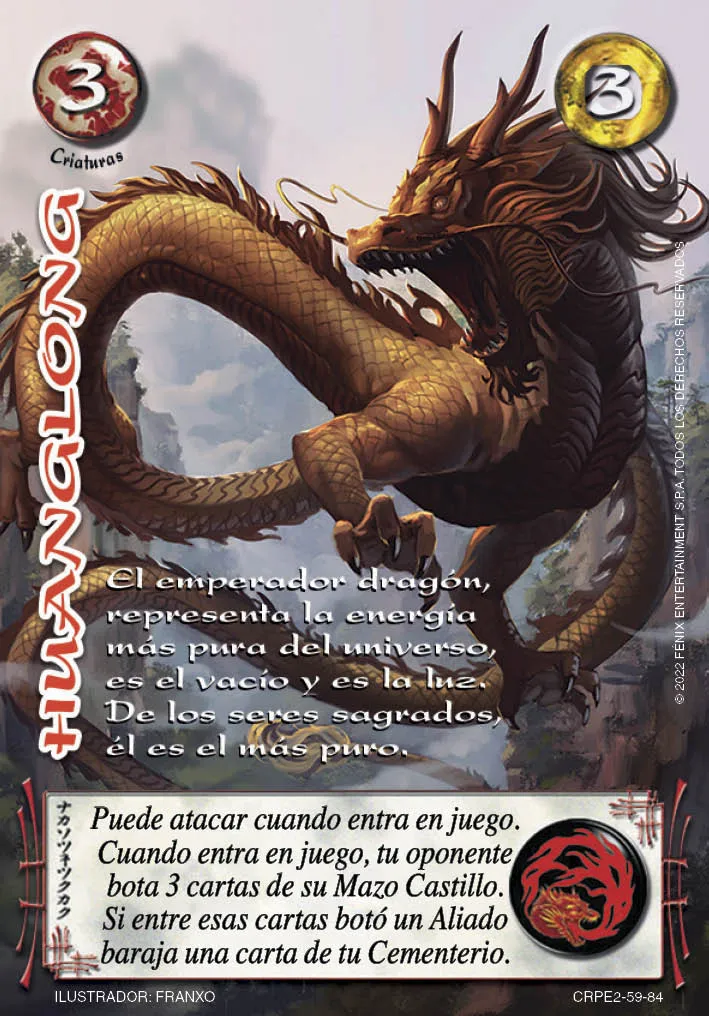 3
3
Criaturas
HUANGLONG
El emperador dragón,
representa la energía
más pura del universo,
es el vacío y es la luz.
De los seres sagrados,
él es el más puro.
© 2022 FÉNIX ENTERTAINMENT S.P.A. TODOS LOS DERECHOS RESERVADOS
ナカソツネツクカク
Puede atacar cuando entra en juego.
Cuando entra en juego, tu oponente
bota 3 cartas de su Mazo Castillo.
Si entre esas cartas botó un Aliado
baraja una carta de tu Cementerio.
ILUSTRADOR: FRANXO
CRPE2-59-84